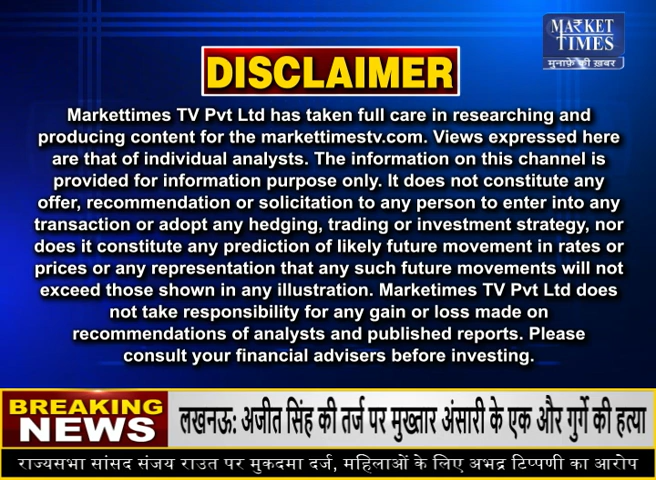 MARKET
TIMES
मुनाफ़े की ख़बर
DISCLAIMER
Markettimes TV Pvt Ltd has taken full care in researching and
producing content for the markettimestv.com. Views expressed here
are that of individual analysts. The information on this channel is
provided for information purpose only. It does not constitute any
offer, recommendation or solicitation to any person to enter into any
transaction or adopt any hedging, trading or investment strategy, nor
does it constitute any prediction of likely future movement in rates or
prices or any representation that any such future movements will not
exceed those shown in any illustration. Marketimes TV Pvt Ltd does
not take responsibility for any gain or loss made on
recommendations of analysts and published reports. Please
consult your financial advisers before investing.
BREAKING
NEWS
लखनऊ: अजीत सिंह की तर्ज पर मुख्तार अंसारी के एक और गुर्गे की हत्या
राज्यसभा सांसद संजय राउत पर मुकदमा दर्ज, महिलाओं के लिए अभद्र टिप्पणी का आरोप